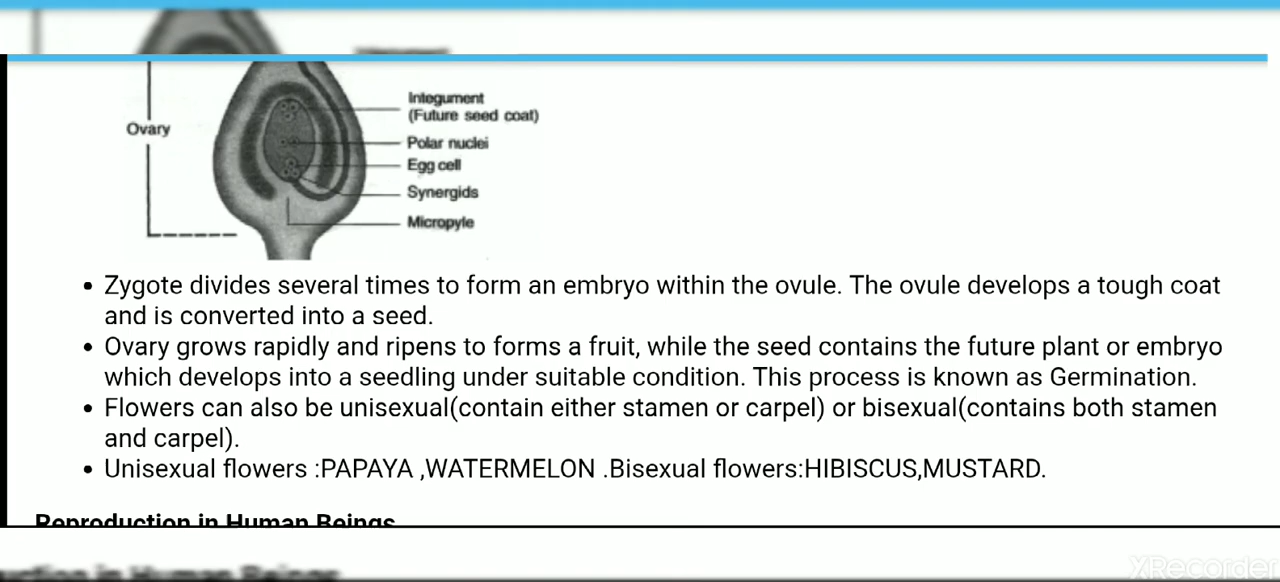 Integument
(Future seed coat)
Ovary
Polar nuclei
Egg cell
Synergids
Micropyle
• Zygote divides several times to form an embryo within the ovule. The ovule develops a tough coat
and is converted into a seed.
• Ovary grows rapidly and ripens to forms a fruit, while the seed contains the future plant or embryo
which develops into a seedling under suitable condition. This process is known as Germination.
• Flowers can also be unisexual(contain either stamen or carpel) or bisexual(contains both stamen
and carpel).
• Unisexual flowers :PAPAYA ,WATERMELON .Bisexual flowers:HIBISCUS,MUSTARD.
Reproduction in Human Beings
XRecorder